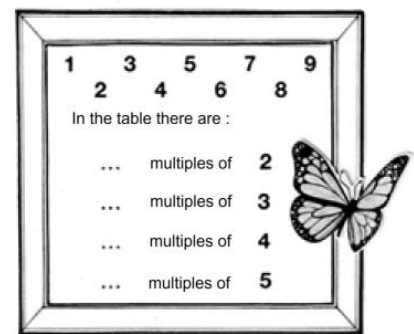 1 3 5 7 9
2 4 6 8
In the table there are :
... multiples of 2
... multiples of 3
... multiples of 4
... multiples of 5